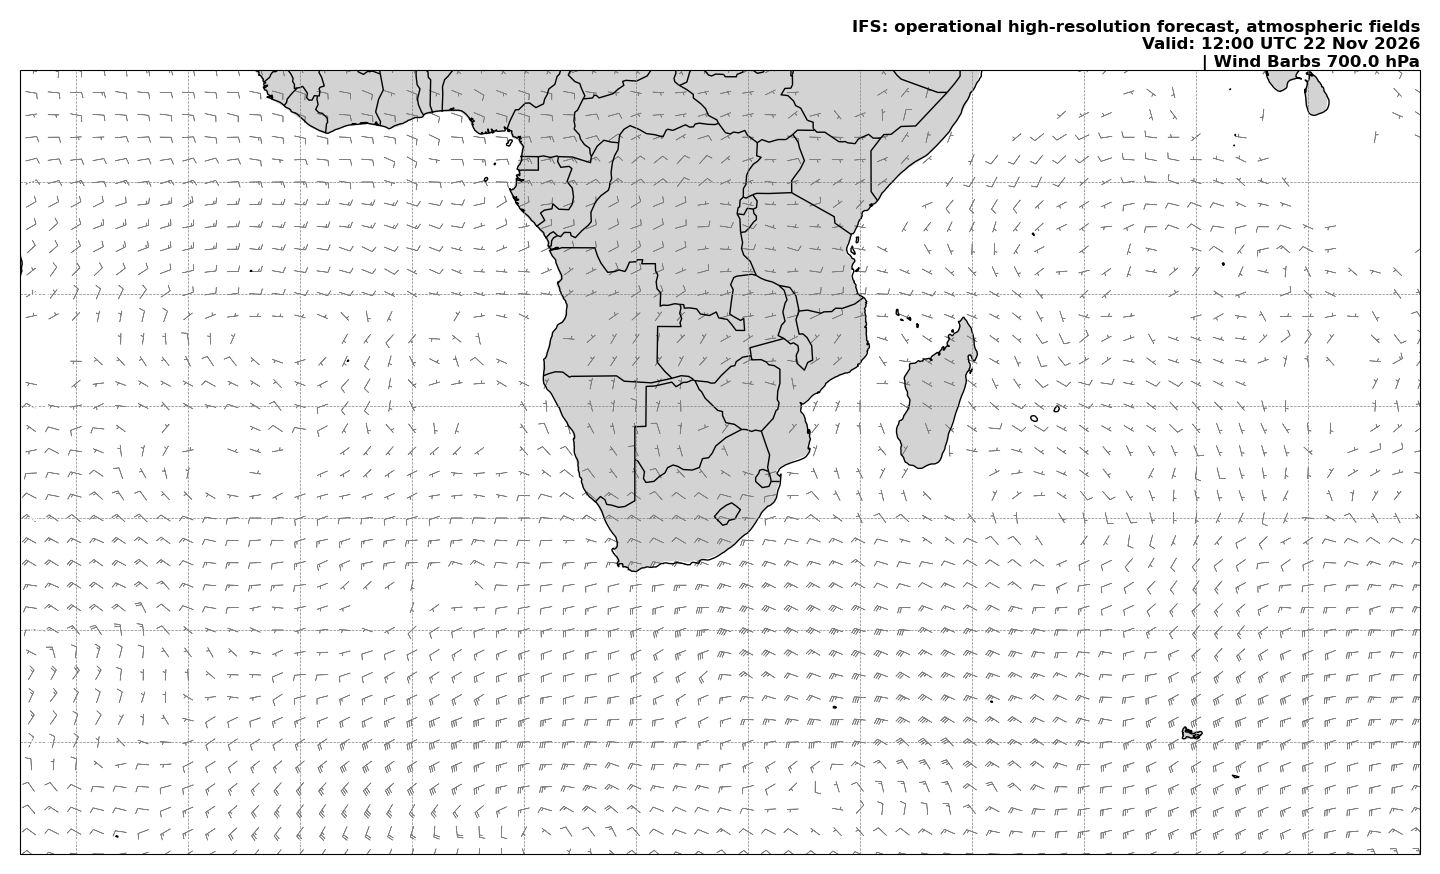 IFS: operational high-resolution forecast, atmospheric fields
Valid: 12:00 UTC 22 Nov 2026
| Wind Barbs 700.0 hPa